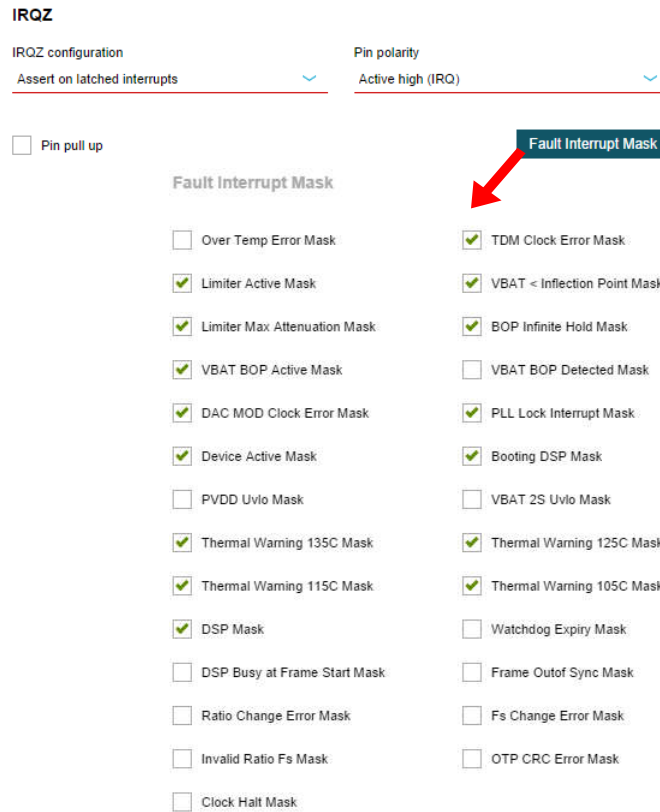 IRQZ
IRQZ configuration
Pin polarity
Assert on latched interrupts
Active high (IRQ)
Pin pull up
Fault Interrupt Mask
Fault Interrupt Mask
Over Temp Error Mask
TDM Clock Error Mask
Limiter Active Mask
VBAT < Inflection Point Mask
Limiter Max Attenuation Mask
BOP Infinite Hold Mask
VBAT BOP Active Mask
VBAT BOP Detected Mask
DAC MOD Clock Error Mask
PLL Lock Interrupt Mask
Device Active Mask
Booting DSP Mask
PVDD Uvlo Mask
VBAT 2S Uvlo Mask
Thermal Warning 135C Mask
Thermal Warning 125C Mask
Thermal Warning 115C Mask
Thermal Warning 105C Mask
DSP Mask
Watchdog Expiry Mask
DSP Busy at Frame Start Mask
Frame Outof Sync Mask
Ratio Change Error Mask
Fs Change Error Mask
Invalid Ratio Fs Mask
OTP CRC Error Mask
Clock Halt Mask